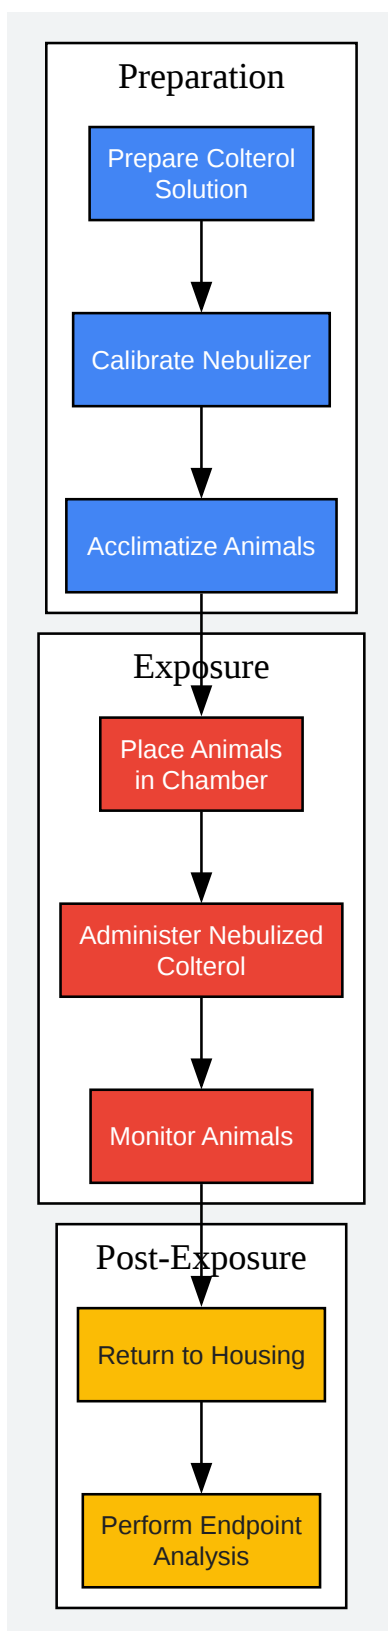 Preparation
Prepare Colterol
Solution
Calibrate Nebulizer
Acclimatize Animals
Exposure
Place Animals
in Chamber
Administer Nebulized
Colterol
Monitor Animals
Post-Exposure
Return to Housing
Perform Endpoint
Analysis